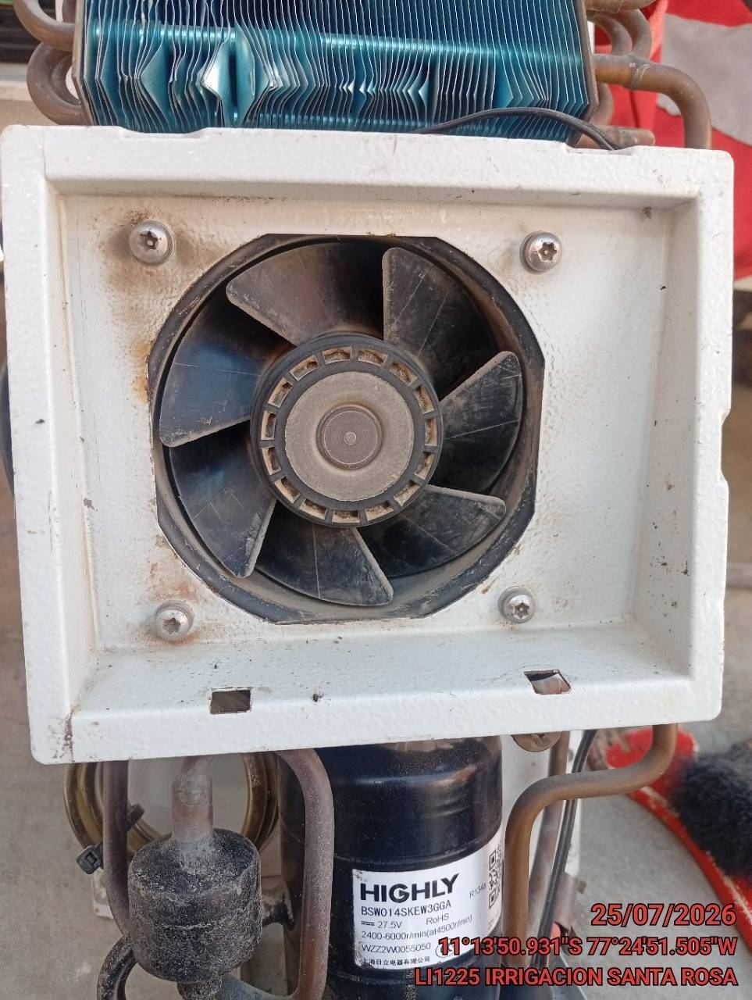 HIGHLY
BSW014SKEW3GGA
R134a
27.5V RoHS
2400-6000r/min(at4500r/min)
WZZ2W0055050
上海日立电器有限公司
25/07/2026
11°13'50.931"S 77°24'51.505"W
LI1225 IRRIGACION SANTA ROSA